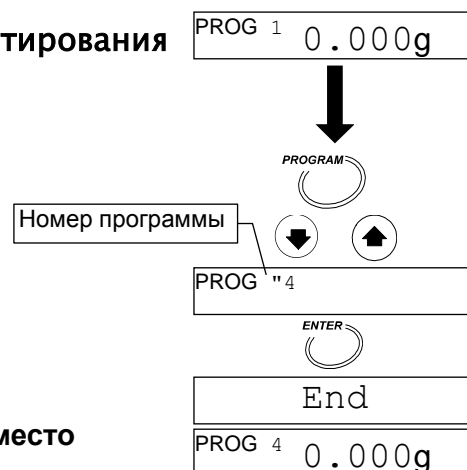 тирования
PROG 1 0.000g
PROGRAM
Номер программы
PROG "4
ENTER
End
место
PROG 4 0.000g